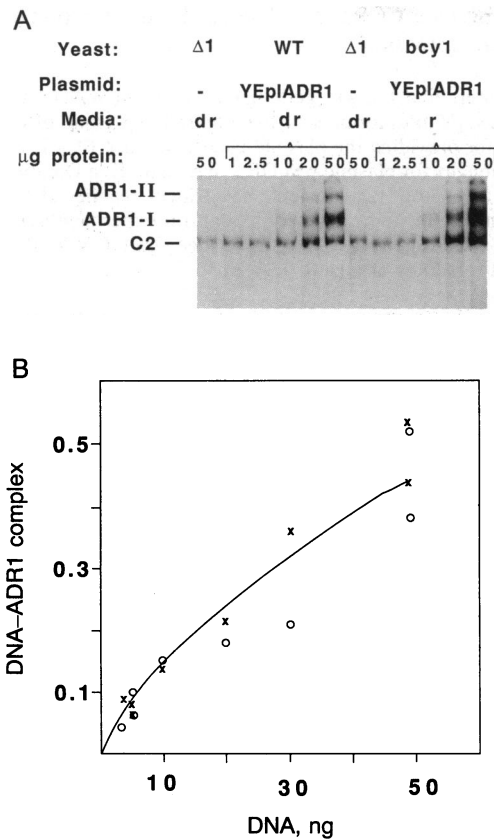 A
Yeast: Δ1 WT Δ1 bcy1
Plasmid: - YEplADR1 - YEplADR1
Media: dr dr dr r
μg protein: 50 1 2.5 10 20 50 50 1 2.5 10 20 50
ADR1-II
ADR1-I
C2
B
0.5
0.3
0.1
DNA–ADR1 complex
10 30 50
DNA, ng